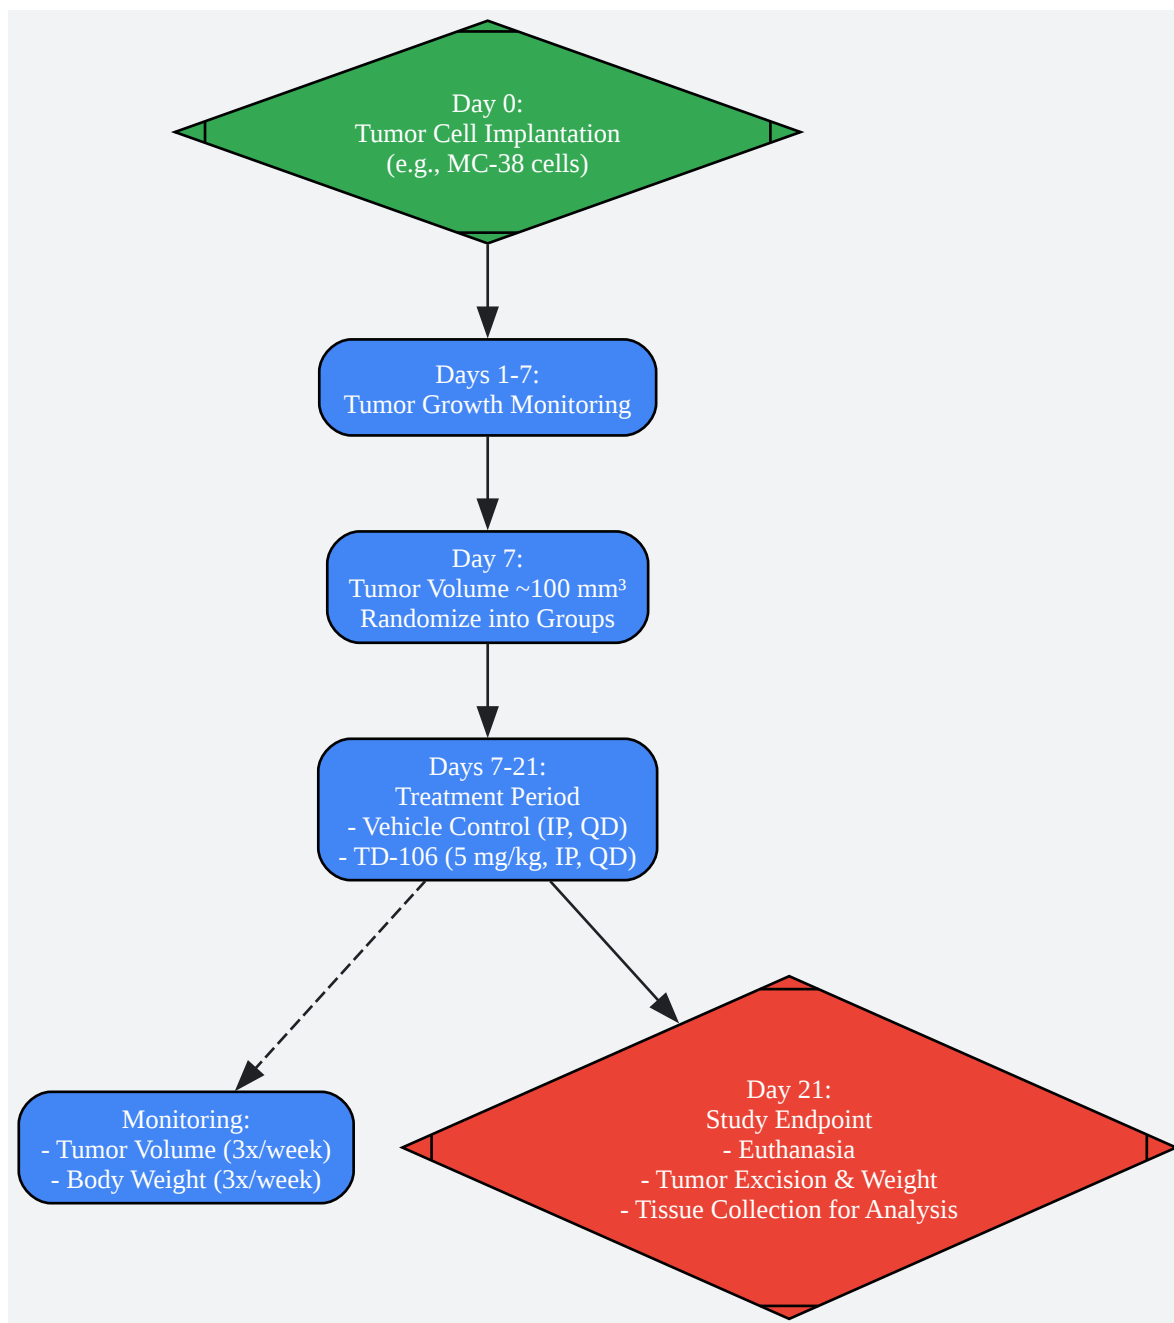 Day 0:
Tumor Cell Implantation
(e.g., MC-38 cells)
Days 1-7:
Tumor Growth Monitoring
Day 7:
Tumor Volume ~100 mm³
Randomize into Groups
Days 7-21:
Treatment Period
- Vehicle Control (IP, QD)
- TD-106 (5 mg/kg, IP, QD)
Monitoring:
- Tumor Volume (3x/week)
- Body Weight (3x/week)
Day 21:
Study Endpoint
- Euthanasia
- Tumor Excision & Weight
- Tissue Collection for Analysis